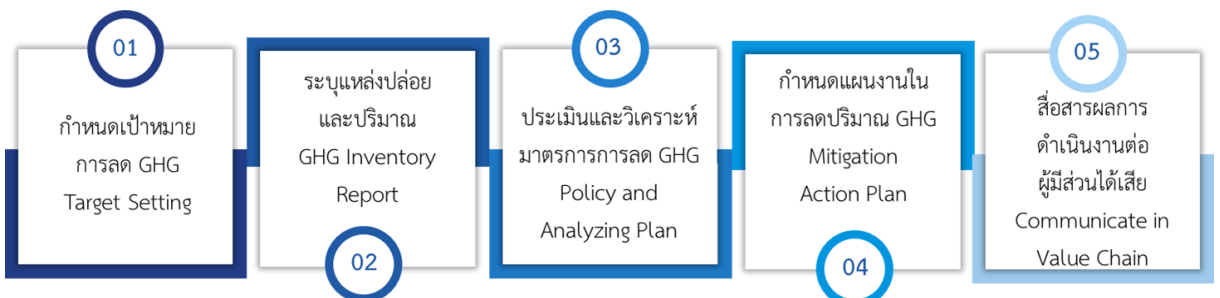 01
กำหนดเป้าหมาย
การลด GHG
Target Setting
ระบุแหล่งปล่อย
และปริมาณ
GHG Inventory
Report
02
03
ประเมินและวิเคราะห์
มาตรการการลด GHG
Policy and
Analyzing Plan
กำหนดแผนงานใน
การลดปริมาณ GHG
Mitigation
Action Plan
04
05
สื่อสารผลการ
ดำเนินงานต่อ
ผู้มีส่วนได้เสีย
Communicate in
Value Chain